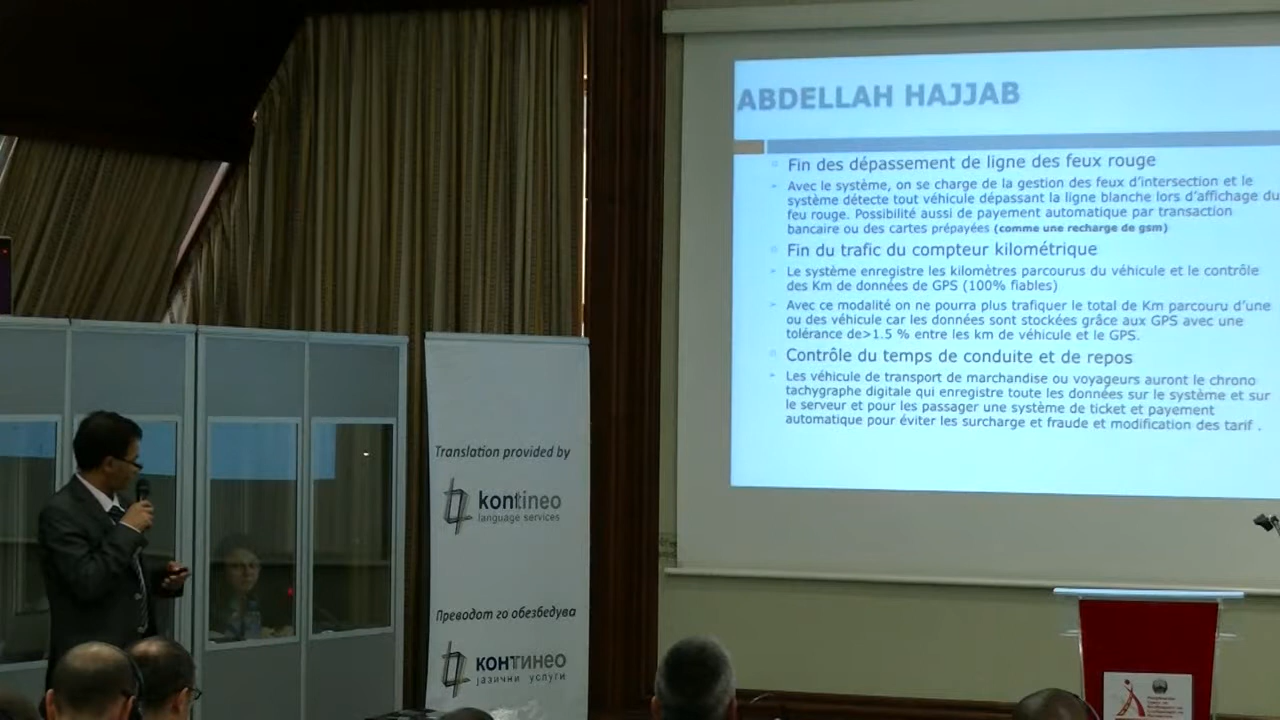 ABDELLAH HAJJAB
Fin des dépassement de ligne des feux rouge
Avec le système, on se charge de la gestion des feux d'intersection et le
système détecte tout véhicule dépassant la ligne blanche lors d'affichage du
feu rouge. Possibilité aussi de payement automatique par transaction
bancaire ou des cartes prépayées (comme une recharge de gsm)
Fin du trafic du compteur kilométrique
Le système enregistre les kilomètres parcourus du véhicule et le contrôle
des Km de données de GPS (100% fiables)
Avec ce modalité on ne pourra plus trafiquer le total de Km parcouru d'une
ou des véhicule car les données sont stockées grâce aux GPS avec une
tolérance de>1.5 % entre les km de véhicule et le GPS.
Contrôle du temps de conduite et de repos
Les véhicule de transport de marchandise ou voyageurs auront le chrono
tachygraphe digitale qui enregistre toute les données sur le système et sur
le serveur et pour les passager une système de ticket et payement
automatique pour éviter les surcharge et fraude et modification des tarif .
Translation provided by
kontineo
language services
Преводот го обезбедува
КОНТИНЕО
јазични услуги